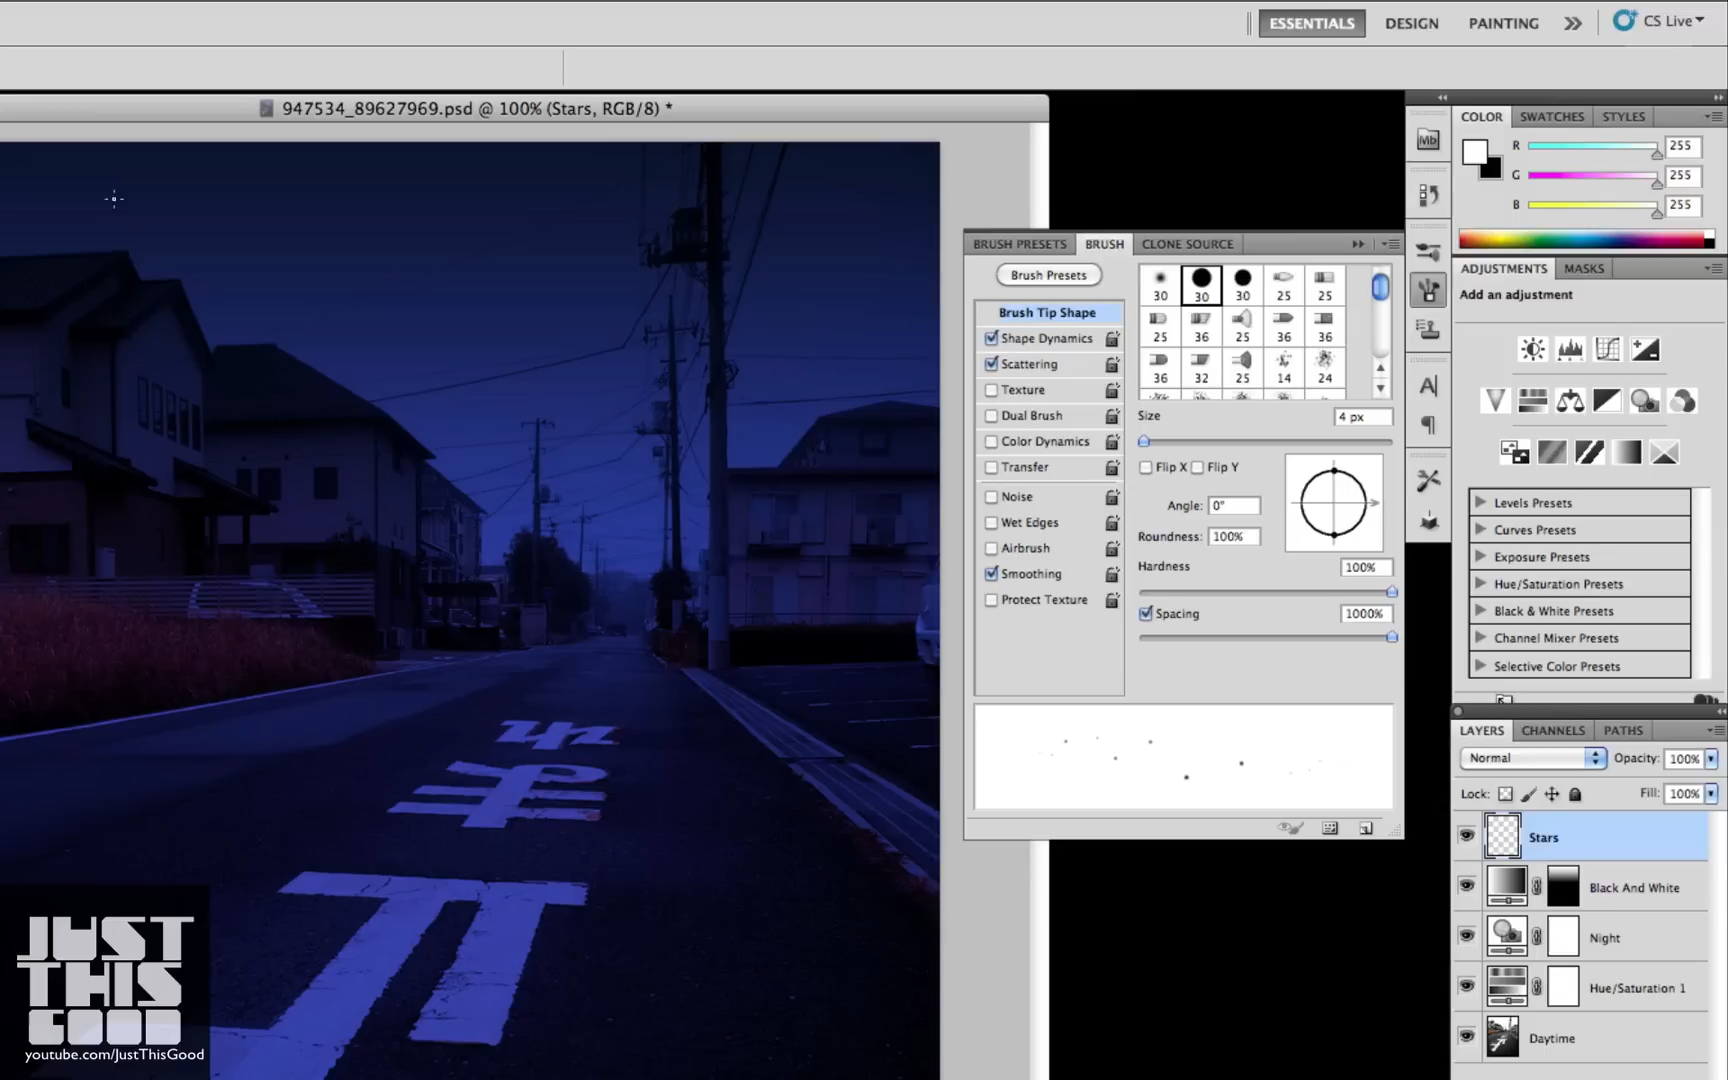 ESSENTIALS DESIGN PAINTING CS Live
947534_89627969.psd @ 100% (Stars, RGB/8) *
COLOR SWATCHES STYLES
R 255
G 255
B 255
ADJUSTMENTS MASKS
Add an adjustment
Levels Presets
Curves Presets
Exposure Presets
Hue/Saturation Presets
Black & White Presets
Channel Mixer Presets
Selective Color Presets
BRUSH PRESETS BRUSH CLONE SOURCE
Brush Presets
Brush Tip Shape
Shape Dynamics
Scattering
Texture
Dual Brush
Color Dynamics
Transfer
Noise
Wet Edges
Airbrush
Smoothing
Protect Texture
30 30 30 25 25
25 36 25 36 36
36 32 25 14 24
Size 4 px
Flip X Flip Y
Angle: 0°
Roundness: 100%
Hardness 100%
Spacing 1000%
LAYERS CHANNELS PATHS
Normal Opacity: 100%
Lock: Fill: 100%
Stars
Black And White
Night
Hue/Saturation 1
Daytime
Mb
A
JUST
THIS
GOOD
youtube.com/JustThisGood